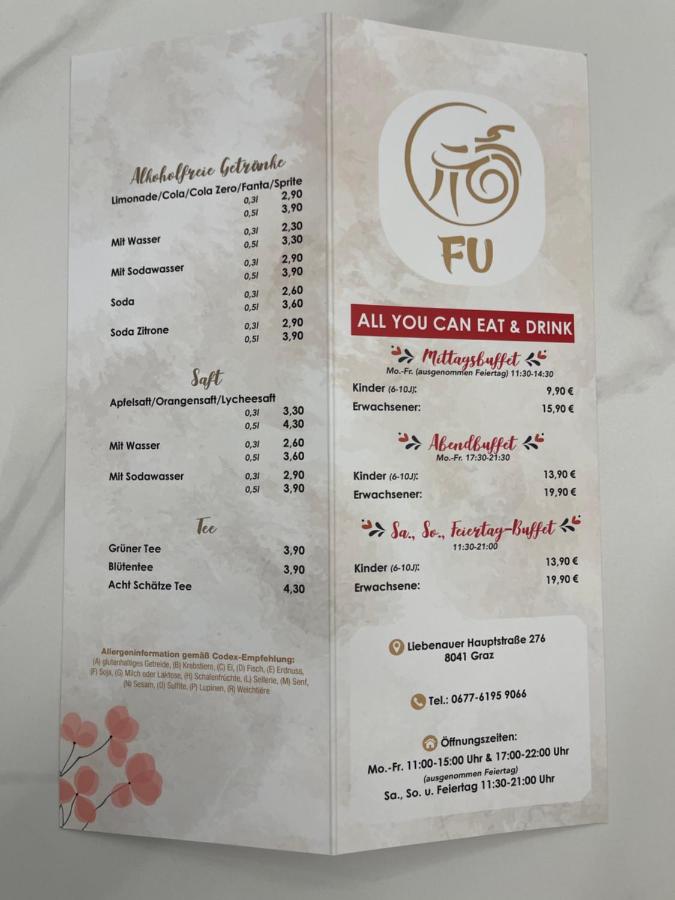 Alkoholfreie Getränke
Limonade/Cola/Cola Zero/Fanta/Sprite
0,3l 2,90
0,5l 3,90
Mit Wasser 0,3l 2,30
0,5l 3,30
Mit Sodawasser 0,3l 2,90
0,5l 3,90
Soda 0,3l 2,60
0,5l 3,60
Soda Zitrone 0,3l 2,90
0,5l 3,90
Saft
Apfelsaft/Orangensaft/Lycheesaft
0,3l 3,30
0,5l 4,30
Mit Wasser 0,3l 2,60
0,5l 3,60
Mit Sodawasser 0,3l 2,90
0,5l 3,90
Tee
Grüner Tee 3,90
Blütentee 3,90
Acht Schätze Tee 4,30
Allergeninformation gemäß Codex-Empfehlung:
(A) glutenhaltiges Getreide, (B) Krebstiere, (C) Ei, (D) Fisch, (E) Erdnuss,
(F) Soja, (G) Milch oder Laktose, (H) Schalenfrüchte, (L) Sellerie, (M) Senf,
(N) Sesam, (O) Sulfite, (P) Lupinen, (R) Weichtiere
FU
ALL YOU CAN EAT & DRINK
Mittagsbuffet
Mo.-Fr. (ausgenommen Feiertag) 11:30-14:30
Kinder (6-10J): 9,90 €
Erwachsener: 15,90 €
Abendbuffet
Mo.-Fr. 17:30-21:30
Kinder (6-10J): 13,90 €
Erwachsener: 19,90 €
Sa., So., Feiertag-Buffet
11:30-21:00
Kinder (6-10J): 13,90 €
Erwachsene: 19,90 €
Liebenauer Hauptstraße 276
8041 Graz
Tel.: 0677-6195 9066
Öffnungszeiten:
Mo.-Fr. 11:00-15:00 Uhr & 17:00-22:00 Uhr
(ausgenommen Feiertag)
Sa., So. u. Feiertag 11:30-21:00 Uhr